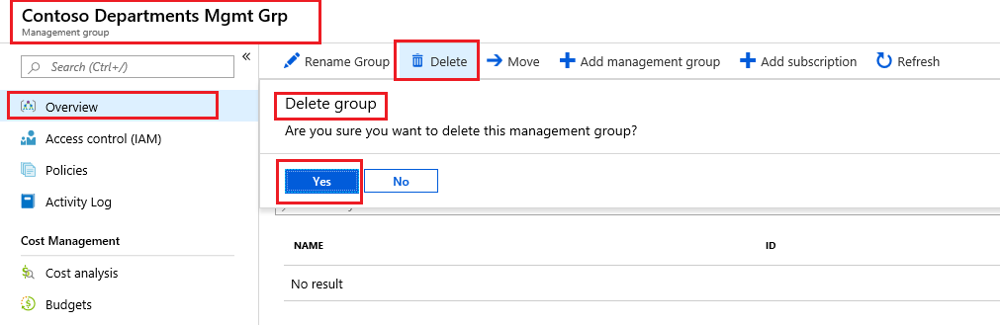 Contoso Departments Mgmt Grp
Management group
Search (Ctrl+/)
«
Rename Group Delete Move Add management group Add subscription Refresh
Overview
Access control (IAM)
Policies
Activity Log
Cost Management
Cost analysis
Budgets
Delete group
Are you sure you want to delete this management group?
Yes No
NAME ID
No result